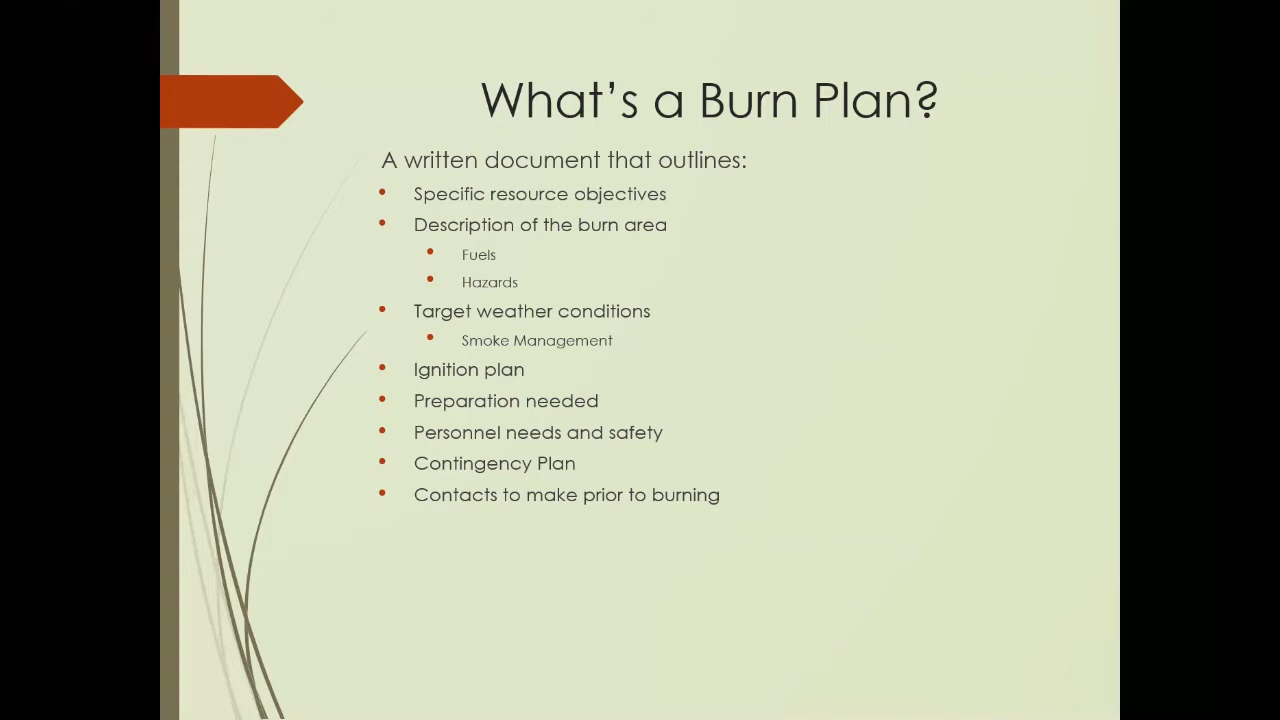 What's a Burn Plan?
A written document that outlines:
Specific resource objectives
Description of the burn area
Fuels
Hazards
Target weather conditions
Smoke Management
Ignition plan
Preparation needed
Personnel needs and safety
Contingency Plan
Contacts to make prior to burning